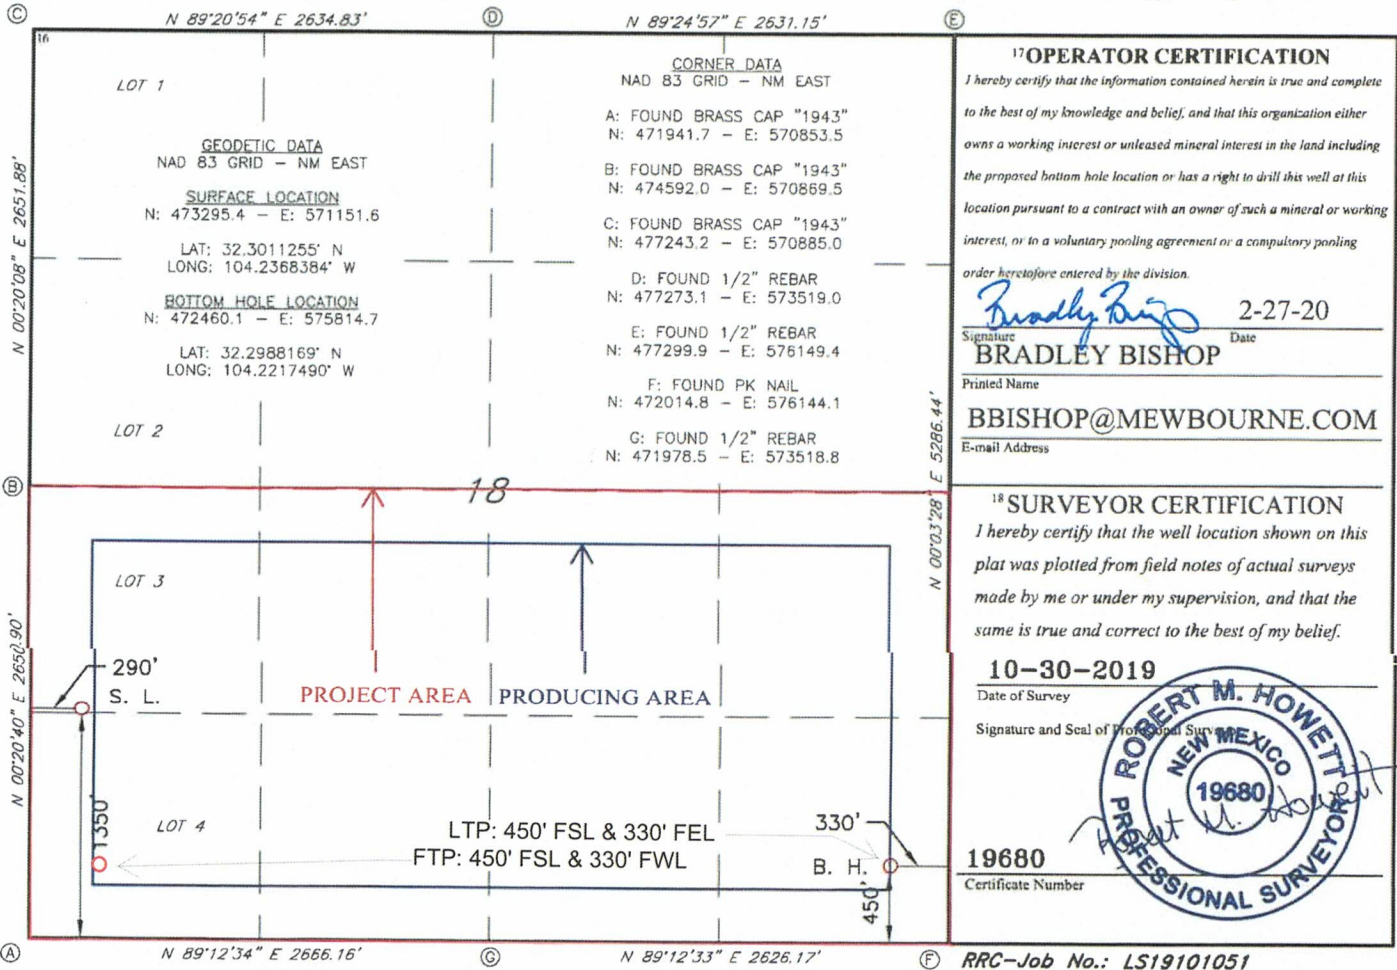 Ⓒ N 89°20'54" E 2634.83' Ⓓ N 89°24'57" E 2631.15' Ⓔ
16
LOT 1
GEODETIC DATA
NAD 83 GRID – NM EAST
SURFACE LOCATION
N: 473295.4 – E: 571151.6
LAT: 32.3011255° N
LONG: 104.2368384° W
BOTTOM HOLE LOCATION
N: 472460.1 – E: 575814.7
LAT: 32.2988169° N
LONG: 104.2217490° W
LOT 2
CORNER DATA
NAD 83 GRID – NM EAST
A: FOUND BRASS CAP "1943"
N: 471941.7 – E: 570853.5
B: FOUND BRASS CAP "1943"
N: 474592.0 – E: 570869.5
C: FOUND BRASS CAP "1943"
N: 477243.2 – E: 570885.0
D: FOUND 1/2" REBAR
N: 477273.1 – E: 573519.0
E: FOUND 1/2" REBAR
N: 477299.9 – E: 576149.4
F: FOUND PK NAIL
N: 472014.8 – E: 576144.1
G: FOUND 1/2" REBAR
N: 471978.5 – E: 573518.8
N 00°20'08" E 2651.88'
Ⓑ
18
N 00°03'28" E 5286.44'
LOT 3
N 00°20'40" E 2650.90'
290'
S. L.
PROJECT AREA
PRODUCING AREA
1350'
LOT 4
LTP: 450' FSL & 330' FEL
FTP: 450' FSL & 330' FWL
330'
B. H.
450'
Ⓐ N 89°12'34" E 2666.16' Ⓖ N 89°12'33" E 2626.17' Ⓕ
17 OPERATOR CERTIFICATION
I hereby certify that the information contained herein is true and complete
to the best of my knowledge and belief, and that this organization either
owns a working interest or unleased mineral interest in the land including
the proposed bottom hole location or has a right to drill this well at this
location pursuant to a contract with an owner of such a mineral or working
interest, or to a voluntary pooling agreement or a compulsory pooling
order heretofore entered by the division.
2-27-20
Signature Date
BRADLEY BISHOP
Printed Name
BBISHOP@MEWBOURNE.COM
E-mail Address
18 SURVEYOR CERTIFICATION
I hereby certify that the well location shown on this
plat was plotted from field notes of actual surveys
made by me or under my supervision, and that the
same is true and correct to the best of my belief.
10-30-2019
Date of Survey
Signature and Seal of Professional Surveyor
ROBERT M. HOWETT
NEW MEXICO
19680
PROFESSIONAL SURVEYOR
Robert M. Howett
19680
Certificate Number
RRC-Job No.: LS19101051